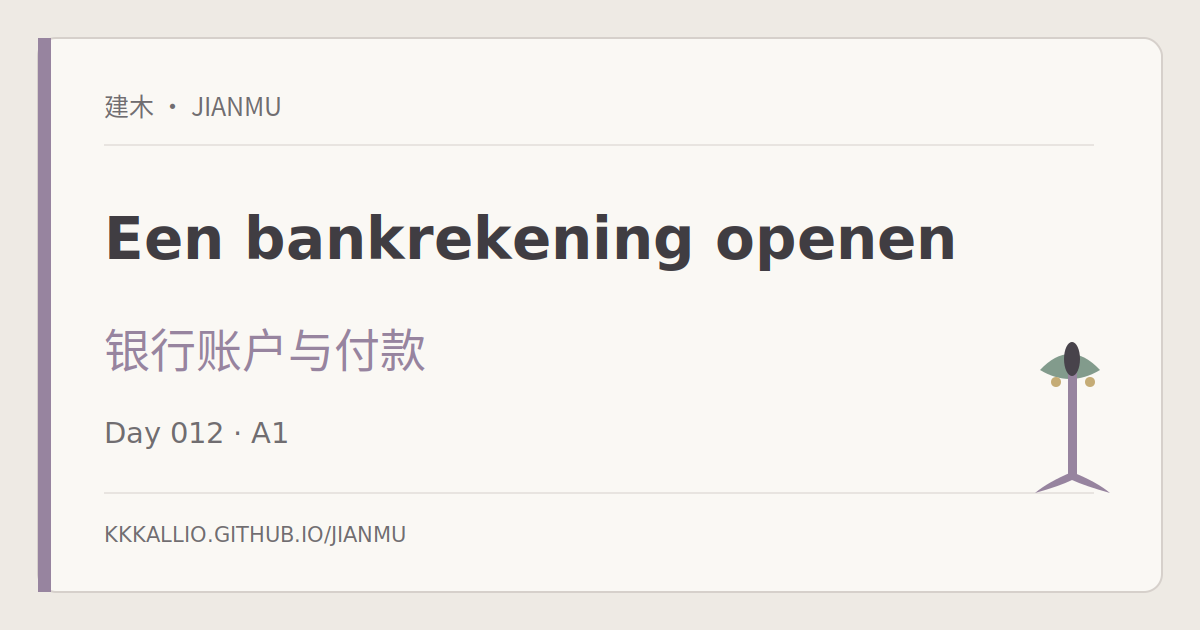 建木 · JIANMU
Een bankrekening openen
银行账户与付款
Day 012 · A1
KKKALLIO.GITHUB.IO/JIANMU